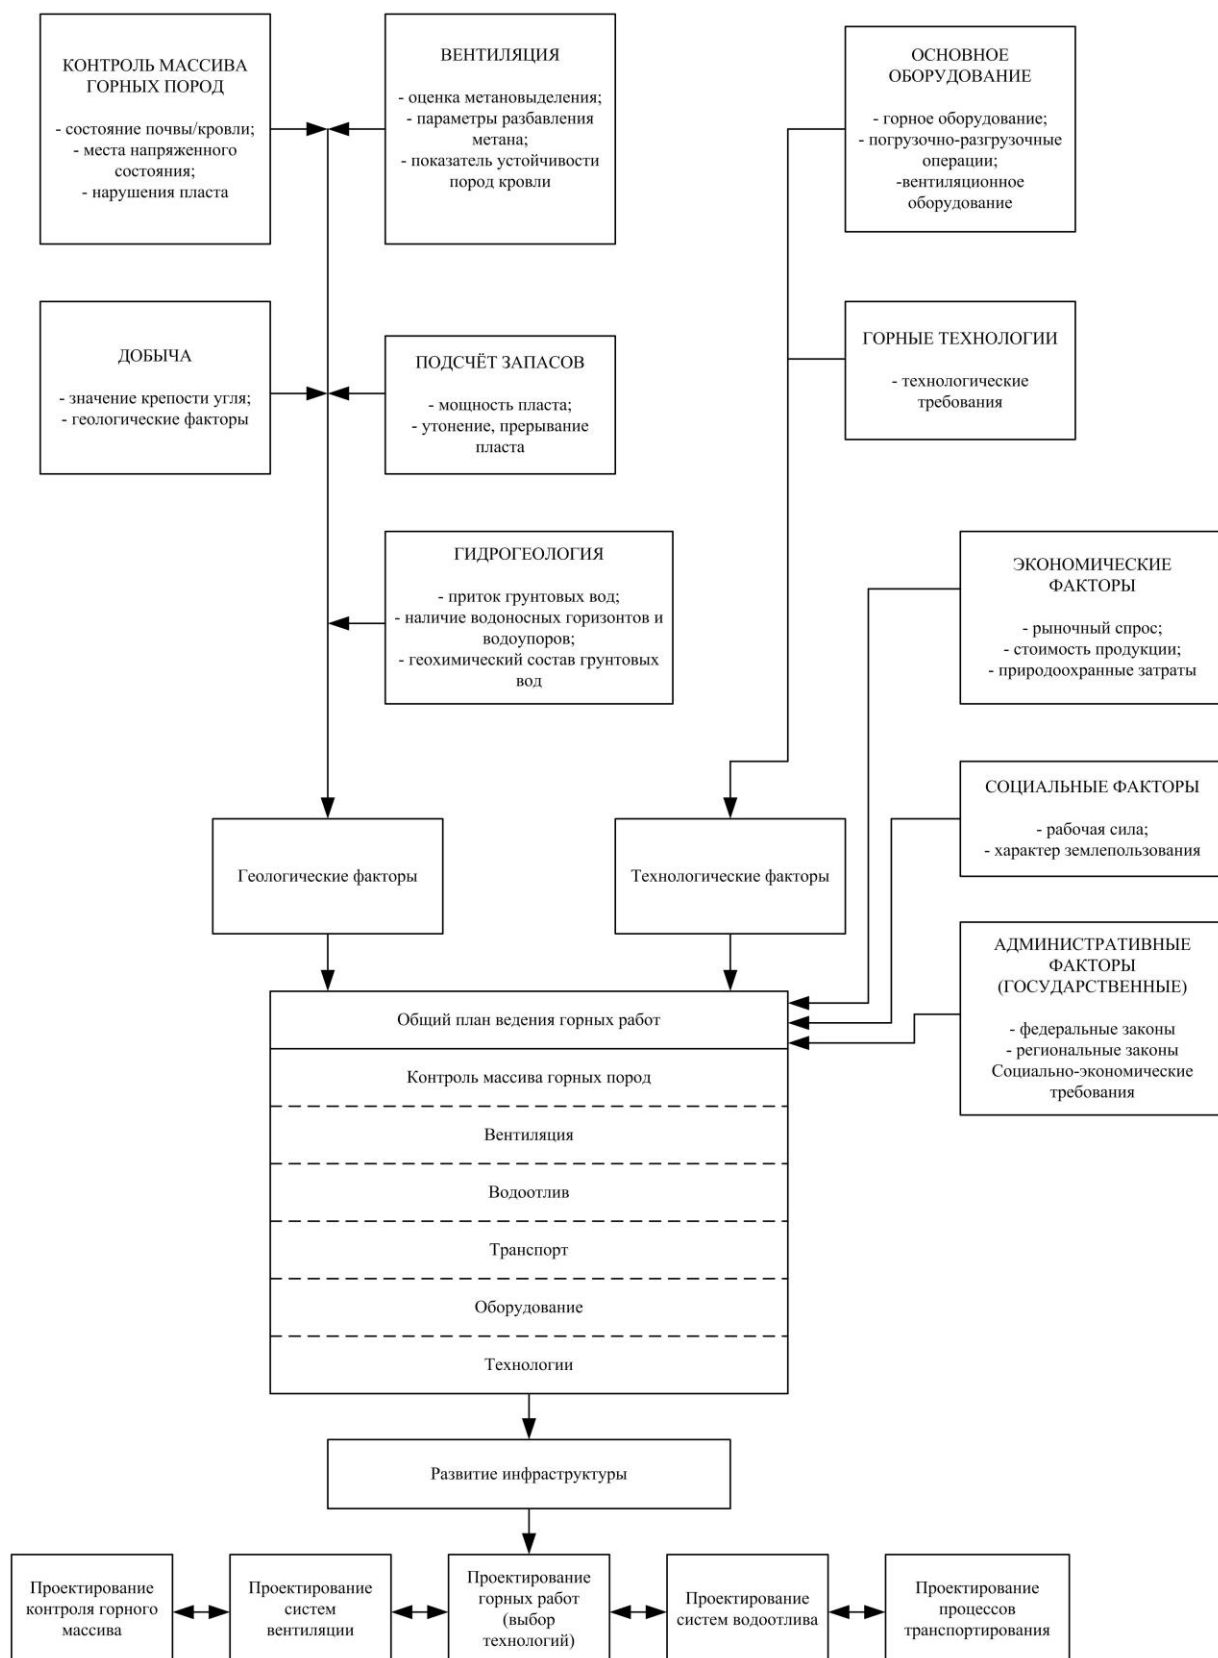 КОНТРОЛЬ МАССИВА
ГОРНЫХ ПОРОД
- состояние почвы/кровли;
- места напряженного
состояния;
- нарушения пласта
ВЕНТИЛЯЦИЯ
- оценка метановыделения;
- параметры разбавления
метана;
- показатель устойчивости
пород кровли
ОСНОВНОЕ
ОБОРУДОВАНИЕ
- горное оборудование;
- погрузочно-разгрузочные
операции;
-вентиляционное
оборудование
ДОБЫЧА
- значение крепости угля;
- геологические факторы
ПОДСЧЁТ ЗАПАСОВ
- мощность пласта;
- утонение, прерывание
пласта
ГОРНЫЕ ТЕХНОЛОГИИ
- технологические
требования
ГИДРОГЕОЛОГИЯ
- приток грунтовых вод;
- наличие водоносных горизонтов и
водоупоров;
- геохимический состав грунтовых
вод
ЭКОНОМИЧЕСКИЕ
ФАКТОРЫ
- рыночный спрос;
- стоимость продукции;
- природоохранные затраты
СОЦИАЛЬНЫЕ ФАКТОРЫ
- рабочая сила;
- характер землепользования
Геологические факторы
Технологические факторы
АДМИНИСТРАТИВНЫЕ
ФАКТОРЫ
(ГОСУДАРСТВЕННЫЕ)
- федеральные законы
- региональные законы
Социально-экономические
требования
Общий план ведения горных работ
Контроль массива горных пород
Вентиляция
Водоотлив
Транспорт
Оборудование
Технологии
Развитие инфраструктуры
Проектирование
контроля горного
массива
Проектирование
систем
вентиляции
Проектирование
горных работ
(выбор
технологий)
Проектирование
систем водоотлива
Проектирование
процессов
транспортирования